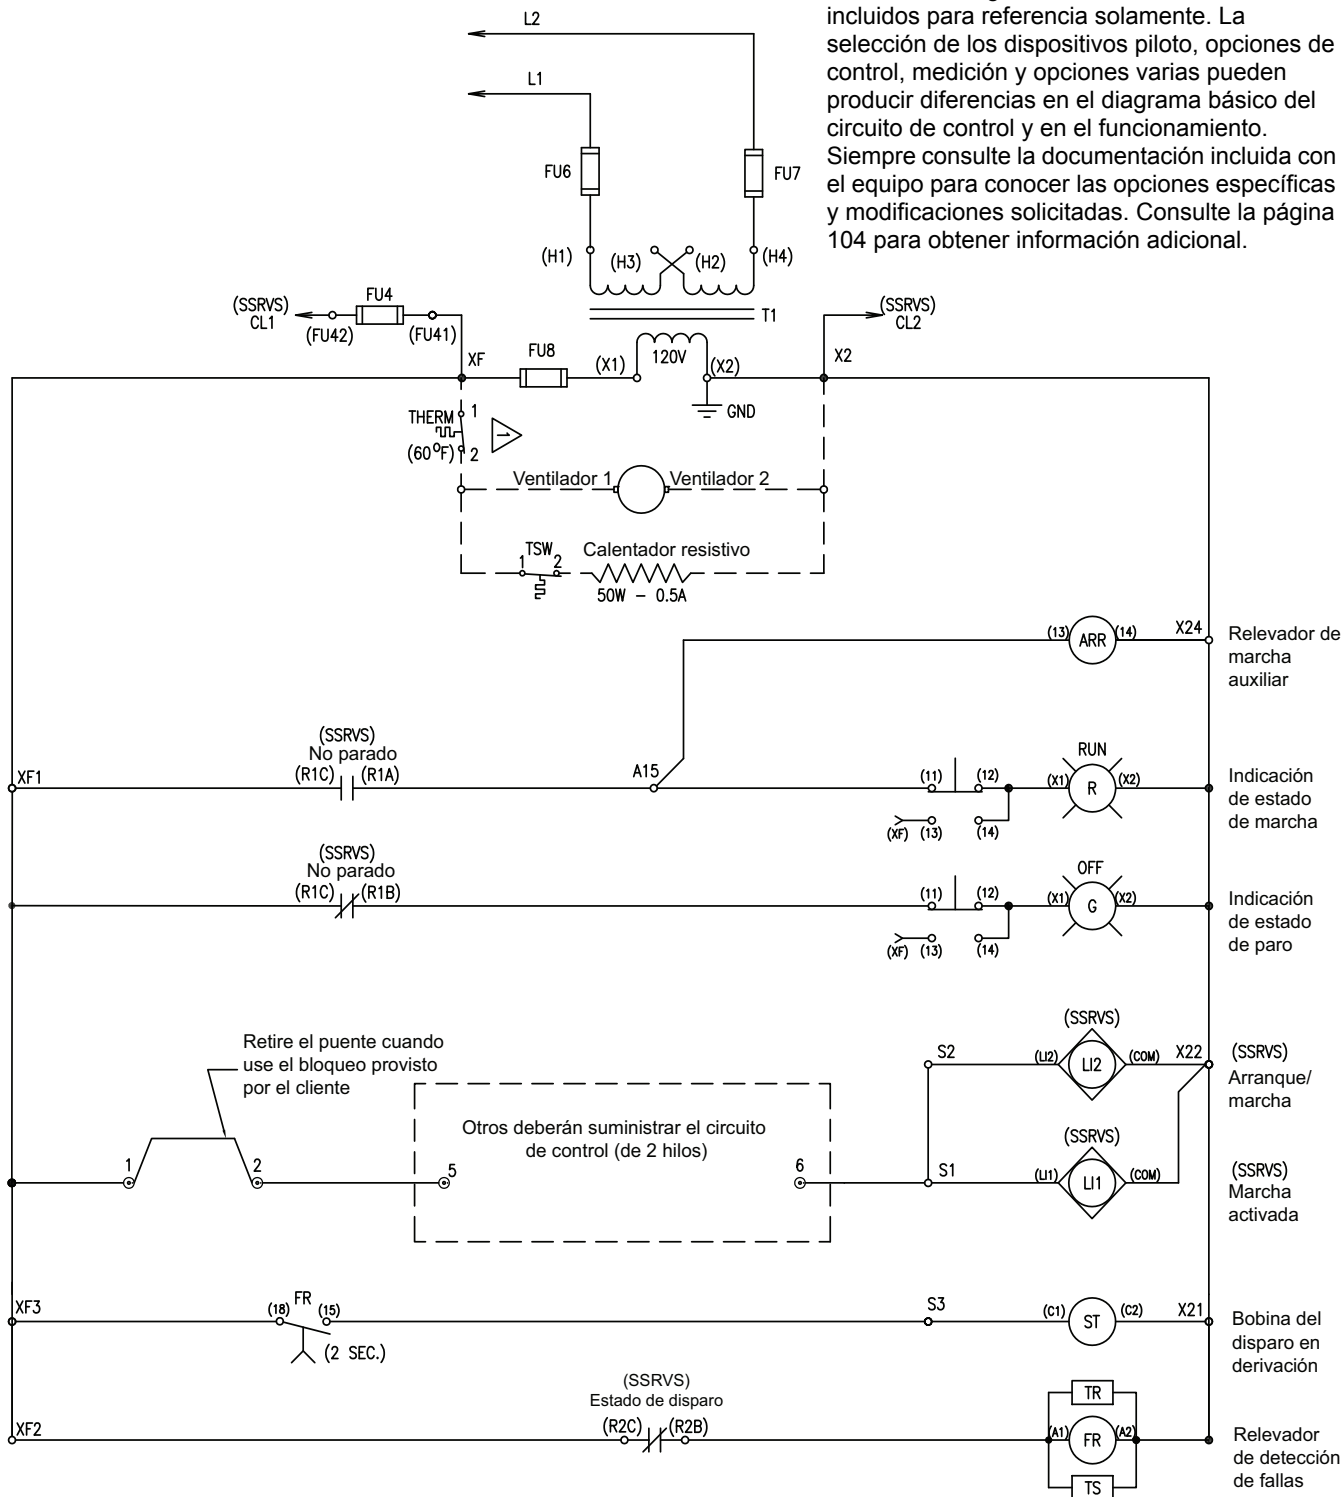 incluidos para referencia solamente. La
selección de los dispositivos piloto, opciones de
control, medición y opciones varias pueden
producir diferencias en el diagrama básico del
circuito de control y en el funcionamiento.
Siempre consulte la documentación incluida con
el equipo para conocer las opciones específicas
y modificaciones solicitadas. Consulte la página
104 para obtener información adicional.
L2
L1
FU6
FU7
(H1)
(H3)
(H2)
(H4)
T1
(SSRVS)
CL1
FU4
(FU42)
(FU41)
(SSRVS)
CL2
XF
FU8
(X1)
120V
(X2)
X2
GND
THERM
1
(60°F)
2
1
Ventilador 1
Ventilador 2
TSW
1
2
Calentador resistivo
50W – 0.5A
(13)
ARR
(14)
X24
Relevador de
marcha
auxiliar
(SSRVS)
No parado
XF1
(R1C)
(R1A)
A15
(11)
(12)
(XF)
(13)
(14)
RUN
(X1)
R
(X2)
Indicación
de estado
de marcha
(SSRVS)
No parado
(R1C)
(R1B)
(11)
(12)
(XF)
(13)
(14)
OFF
(X1)
G
(X2)
Indicación
de estado
de paro
Retire el puente cuando
use el bloqueo provisto
por el cliente
1
2
Otros deberán suministrar el circuito
de control (de 2 hilos)
5
6
S2
(SSRVS)
(LI2)
LI2
(COM)
X22
(SSRVS)
Arranque/
marcha
S1
(SSRVS)
(LI1)
LI1
(COM)
(SSRVS)
Marcha
activada
XF3
FR
(18)
(15)
(2 SEC.)
S3
(C1)
ST
(C2)
X21
Bobina del
disparo en
derivación
(SSRVS)
Estado de disparo
XF2
(R2C)
(R2B)
TR
(A1)
FR
(A2)
TS
Relevador
de detección
de fallas